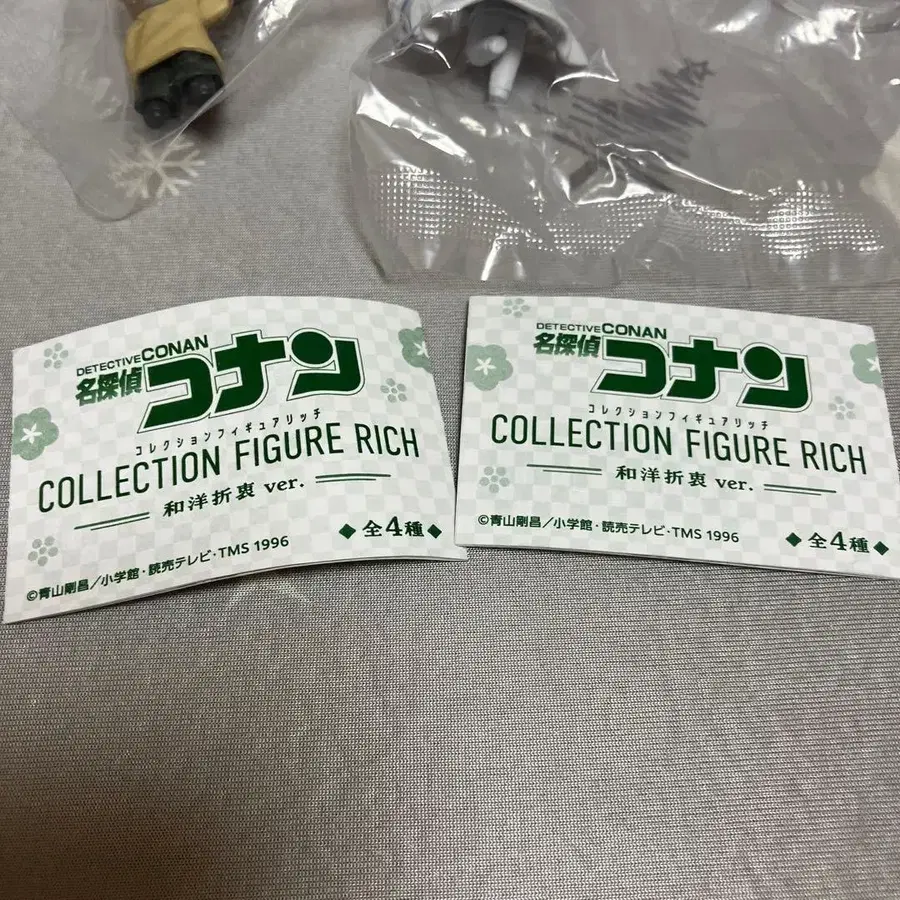 DETECTIVE CONAN
名探偵
コナン
コレクションフィギュアリッチ
COLLECTION FIGURE RICH
和洋折衷 ver.
◆全4種◆
©青山剛昌/小学館・読売テレビ・TMS 1996
DETECTIVE CONAN
名探偵
コナン
コレクションフィギュアリッチ
COLLECTION FIGURE RICH
和洋折衷 ver.
©青山剛昌/小学館・読売テレビ・TMS 1996
◆全4種◆